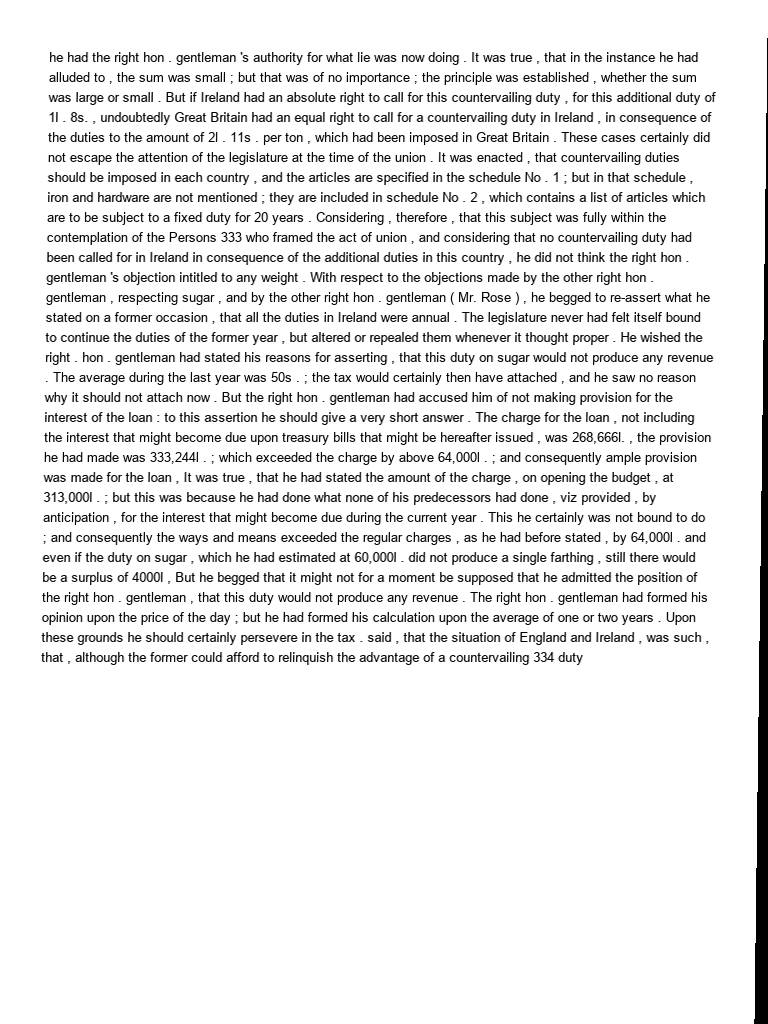 he had the right hon . gentleman 's authority for what lie was now doing . It was true , that in the instance he had
alluded to , the sum was small ; but that was of no importance ; the principle was established , whether the sum
was large or small . But if Ireland had an absolute right to call for this countervailing duty , for this additional duty of
1l . 8s. , undoubtedly Great Britain had an equal right to call for a countervailing duty in Ireland , in consequence of
the duties to the amount of 2l . 11s . per ton , which had been imposed in Great Britain . These cases certainly did
not escape the attention of the legislature at the time of the union . It was enacted , that countervailing duties
should be imposed in each country , and the articles are specified in the schedule No . 1 ; but in that schedule ,
iron and hardware are not mentioned ; they are included in schedule No . 2 , which contains a list of articles which
are to be subject to a fixed duty for 20 years . Considering , therefore , that this subject was fully within the
contemplation of the Persons 333 who framed the act of union , and considering that no countervailing duty had
been called for in Ireland in consequence of the additional duties in this country , he did not think the right hon .
gentleman 's objection intitled to any weight . With respect to the objections made by the other right hon .
gentleman , respecting sugar , and by the other right hon . gentleman ( Mr. Rose ) , he begged to re-assert what he
stated on a former occasion , that all the duties in Ireland were annual . The legislature never had felt itself bound
to continue the duties of the former year , but altered or repealed them whenever it thought proper . He wished the
right . hon . gentleman had stated his reasons for asserting , that this duty on sugar would not produce any revenue
. The average during the last year was 50s . ; the tax would certainly then have attached , and he saw no reason
why it should not attach now . But the right hon . gentleman had accused him of not making provision for the
interest of the loan : to this assertion he should give a very short answer . The charge for the loan , not including
the interest that might become due upon treasury bills that might be hereafter issued , was 268,666l. , the provision
he had made was 333,244l . ; which exceeded the charge by above 64,000l . ; and consequently ample provision
was made for the loan , It was true , that he had stated the amount of the charge , on opening the budget , at
313,000l . ; but this was because he had done what none of his predecessors had done , viz provided , by
anticipation , for the interest that might become due during the current year . This he certainly was not bound to do
; and consequently the ways and means exceeded the regular charges , as he had before stated , by 64,000l . and
even if the duty on sugar , which he had estimated at 60,000l . did not produce a single farthing , still there would
be a surplus of 4000l , But he begged that it might not for a moment be supposed that he admitted the position of
the right hon . gentleman , that this duty would not produce any revenue . The right hon . gentleman had formed his
opinion upon the price of the day ; but he had formed his calculation upon the average of one or two years . Upon
these grounds he should certainly persevere in the tax . said , that the situation of England and Ireland , was such ,
that , although the former could afford to relinquish the advantage of a countervailing 334 duty